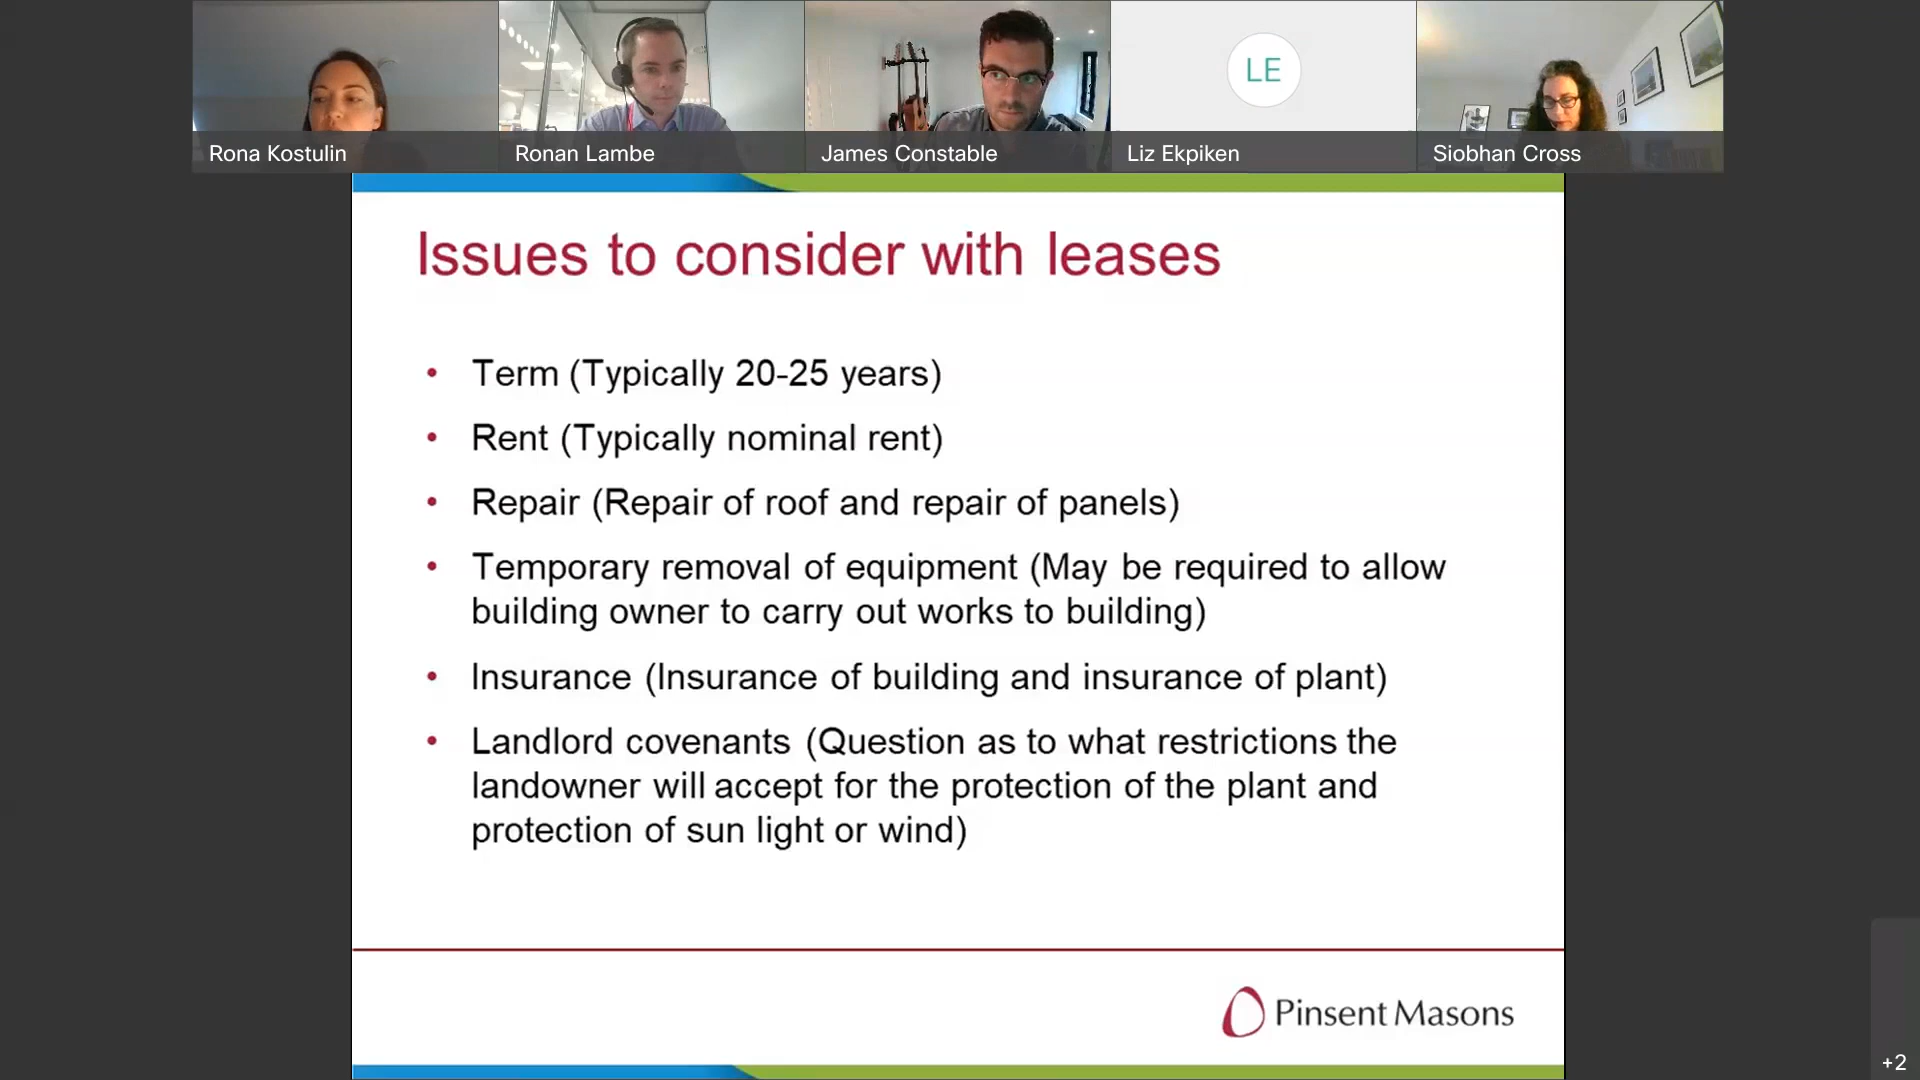 LE
Rona Kostulin
Ronan Lambe
James Constable
Liz Ekpiken
Siobhan Cross
Issues to consider with leases
• Term (Typically 20-25 years)
• Rent (Typically nominal rent)
• Repair (Repair of roof and repair of panels)
• Temporary removal of equipment (May be required to allow
building owner to carry out works to building)
• Insurance (Insurance of building and insurance of plant)
• Landlord covenants (Question as to what restrictions the
landowner will accept for the protection of the plant and
protection of sun light or wind)
Pinsent Masons
+2